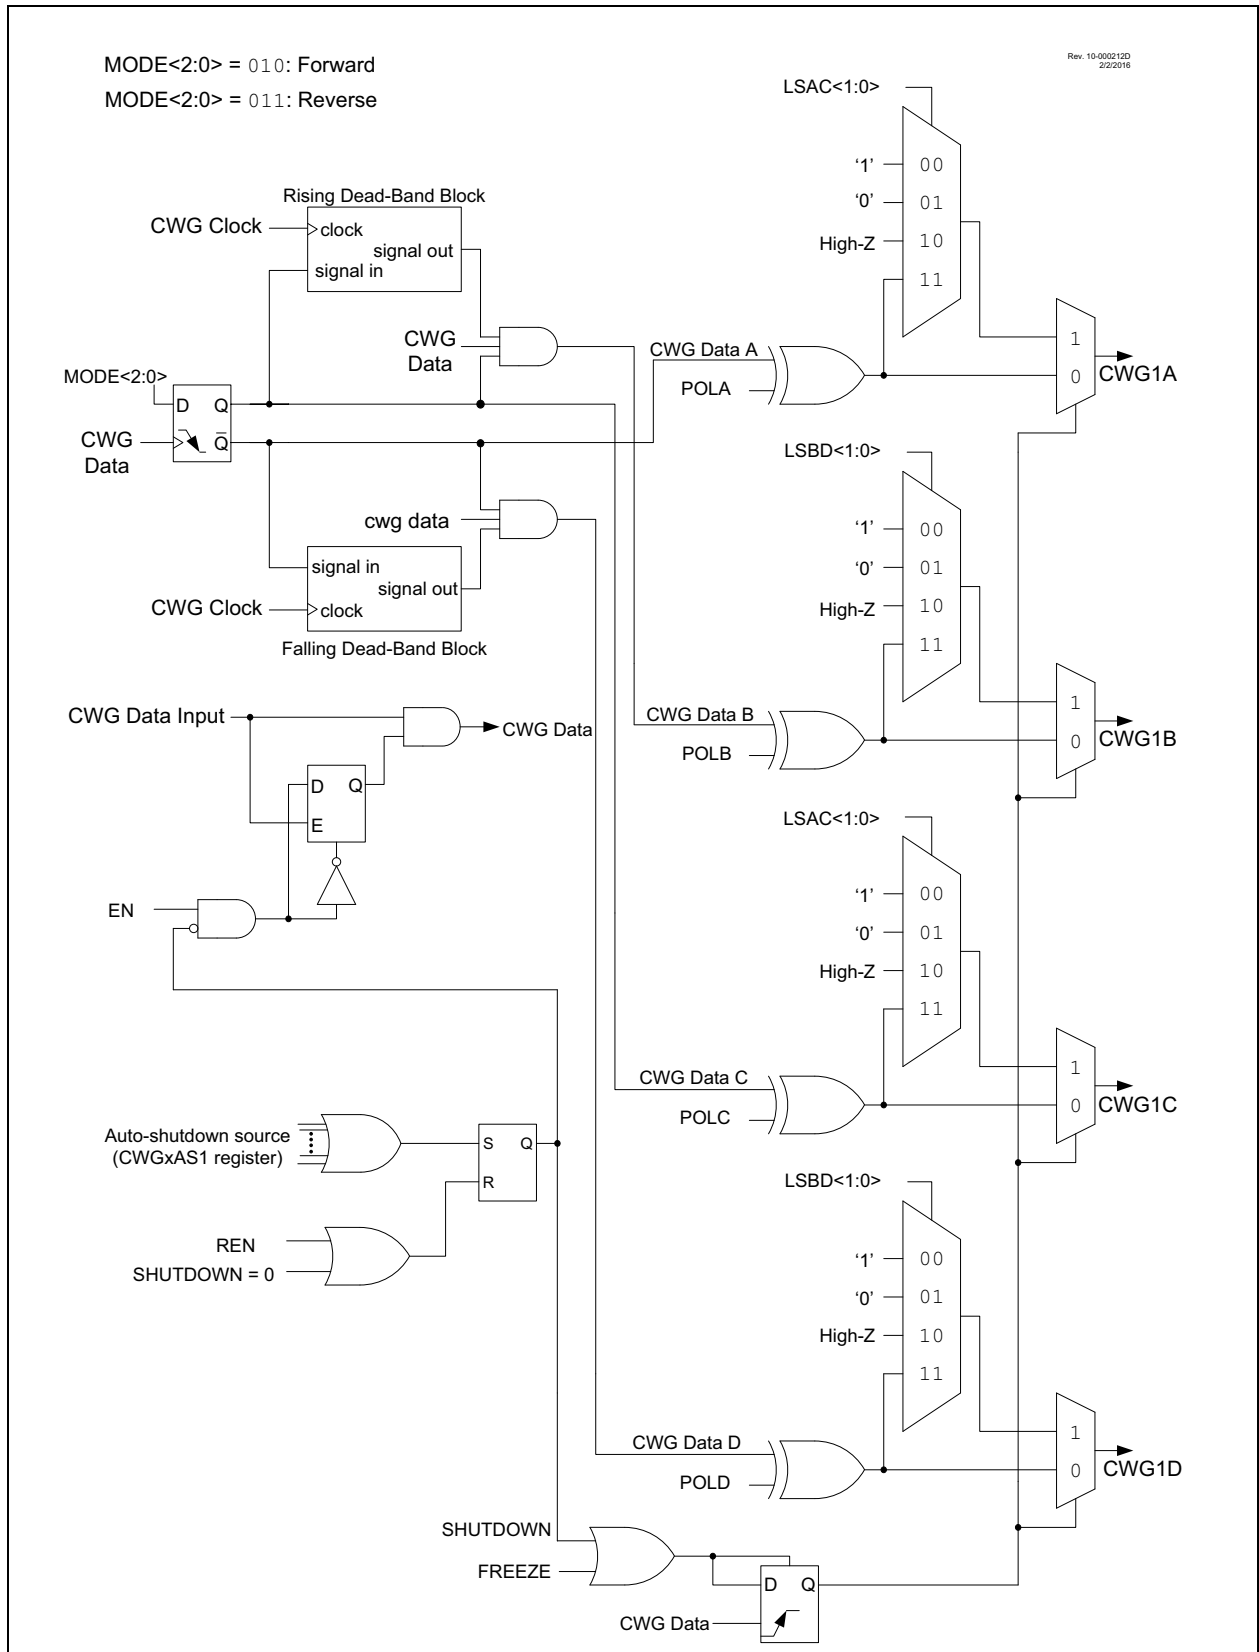 MODE<2:0> = 010: Forward
MODE<2:0> = 011: Reverse
Rev. 10-000212D
2/2/2016
LSAC<1:0>
‘1’
00
‘0’
01
High-Z
10
11
1
0
CWG1A
Rising Dead-Band Block
CWG Clock
clock
signal out
signal in
CWG
Data
MODE<2:0>
D
Q
CWG
Data
Q
CWG Data A
POLA
cwg data
signal in
signal out
CWG Clock
clock
Falling Dead-Band Block
LSBD<1:0>
‘1’
00
‘0’
01
High-Z
10
11
1
0
CWG1B
CWG Data B
POLB
CWG Data Input
CWG Data
D
Q
E
EN
LSAC<1:0>
‘1’
00
‘0’
01
High-Z
10
11
1
0
CWG1C
CWG Data C
POLC
Auto-shutdown source
(CWGxAS1 register)
S
Q
R
REN
SHUTDOWN = 0
LSBD<1:0>
‘1’
00
‘0’
01
High-Z
10
11
1
0
CWG1D
CWG Data D
POLD
SHUTDOWN
FREEZE
D
Q
CWG Data